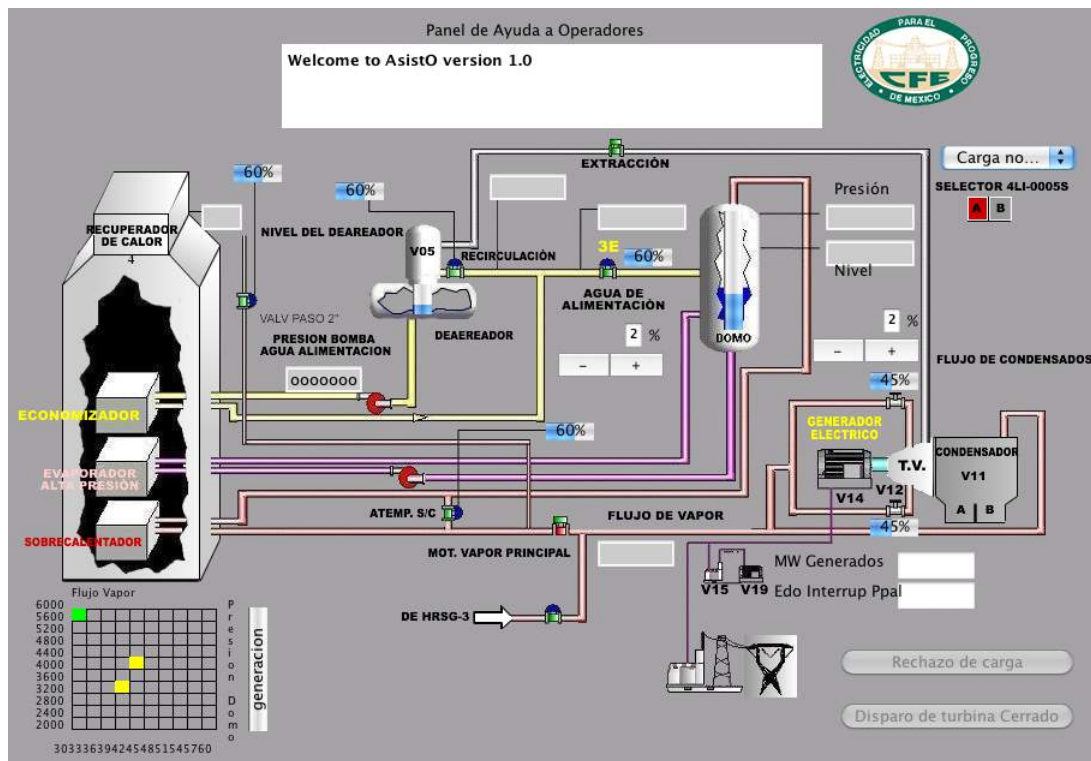 Panel de Ayuda a Operadores
Welcome to AsistO version 1.0
ELECTRICIDAD PARA EL PROGRESO DE MEXICO
CFE
EXTRACCIÓN
Carga no...
SELECTOR 4LI-0005S
A B
60%
60%
Presión
RECUPERADOR DE CALOR
4
NIVEL DEL DEAREADOR
V05
RECIRCULACIÓN
3E
60%
Nivel
AGUA DE ALIMENTACIÓN
VALV PASO 2"
PRESION BOMBA AGUA ALIMENTACION
DEAEREADOR
DOMO
2 %
- +
2 %
- +
FLUJO DE CONDENSADOS
0000000
45%
ECONOMIZADOR
60%
GENERADOR ELECTRICO
CONDENSADOR
T.V.
V11
EVAPORADOR ALTA PRESIÓN
V14
V12
A B
ATEMP. S/C
FLUJO DE VAPOR
45%
SOBRECALENTADOR
MOT. VAPOR PRINCIPAL
MW Generados
V15
V19
Edo Interrup Ppal
DE HRSG-3
Flujo Vapor
6000
5600
5200
4800
4400
4000
3600
3200
2800
2400
2000
Presion Domo
generacion
3033363942454851545760
Rechazo de carga
Disparo de turbina Cerrado